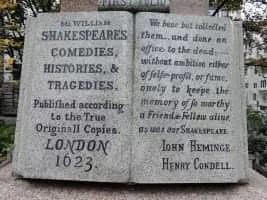 Mr WILLIAM
SHAKESPEARES
COMEDIES,
HISTORIES, &
TRAGEDIES.
Published according
to the True
Originall Copies.
LONDON
1623.
We have but collected
them, and done an
office to the dead,
without ambition either
of selfe-profit, or fame,
onely to keepe the
memory of so worthy
a Friend & Fellow alive
as was our SHAKESPEARE.
IOHN HEMINGE
HENRY CONDELL.